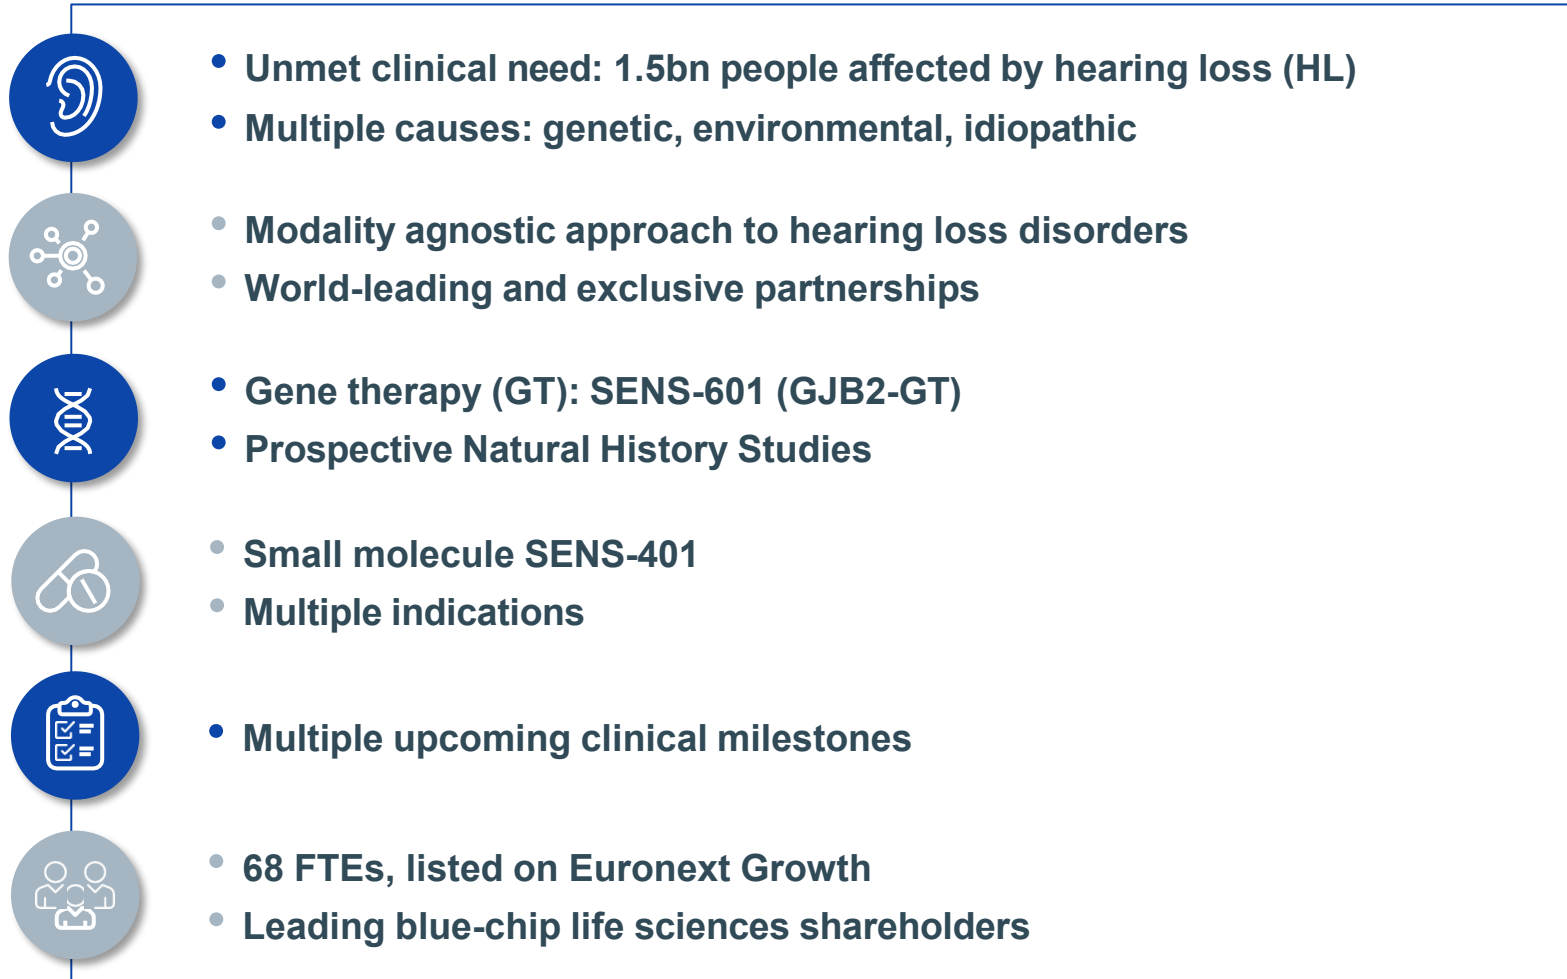 • Unmet clinical need: 1.5bn people affected by hearing loss (HL)
• Multiple causes: genetic, environmental, idiopathic
• Modality agnostic approach to hearing loss disorders
• World-leading and exclusive partnerships
• Gene therapy (GT): SENS-601 (GJB2-GT)
• Prospective Natural History Studies
• Small molecule SENS-401
• Multiple indications
• Multiple upcoming clinical milestones
• 68 FTEs, listed on Euronext Growth
• Leading blue-chip life sciences shareholders